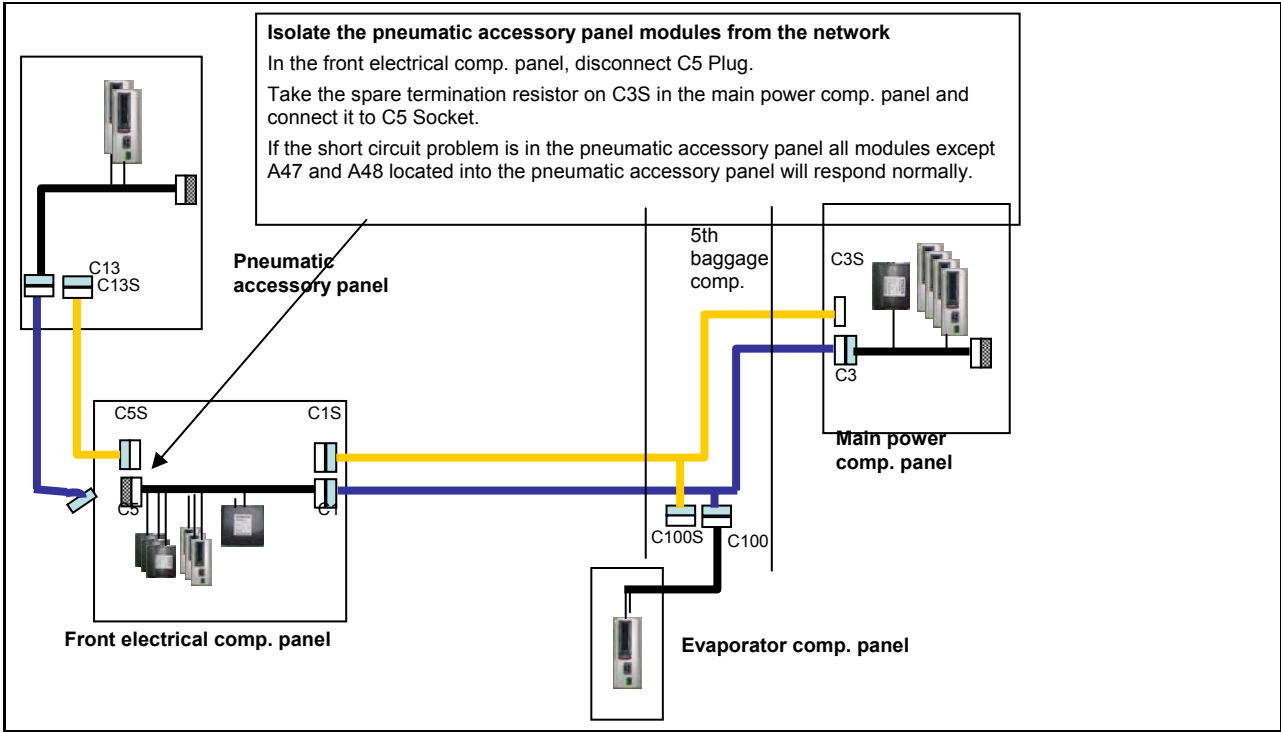 Isolate the pneumatic accessory panel modules from the network
In the front electrical comp. panel, disconnect C5 Plug.
Take the spare termination resistor on C3S in the main power comp. panel and
connect it to C5 Socket.
If the short circuit problem is in the pneumatic accessory panel all modules except
A47 and A48 located into the pneumatic accessory panel will respond normally.
C13
C13S
Pneumatic
accessory panel
5th
baggage
comp.
C3S
C3
Main power
comp. panel
C5S
C1S
C5
C1
C100S
C100
Front electrical comp. panel
Evaporator comp. panel